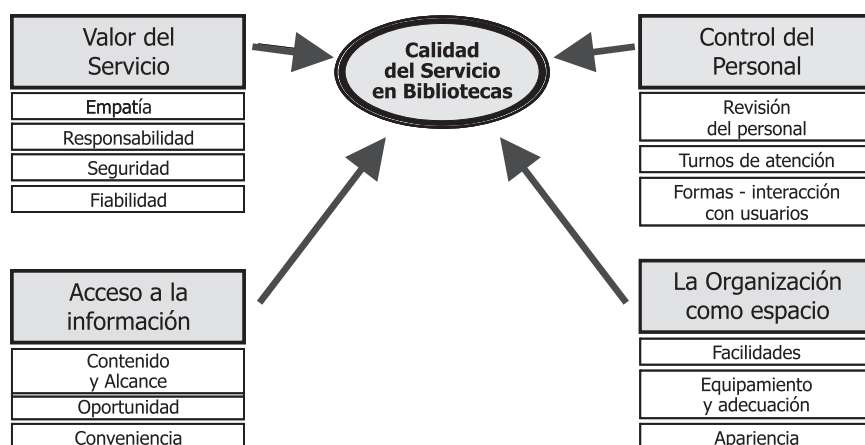 Valor del
Servicio
Empatía
Responsabilidad
Seguridad
Fiabilidad
Calidad
del Servicio
en Bibliotecas
Control del
Personal
Revisión
del personal
Turnos de atención
Formas - interacción
con usuarios
Acceso a la
información
Contenido
y Alcance
Oportunidad
Conveniencia
La Organización
como espacio
Facilidades
Equipamiento
y adecuación
Apariencia